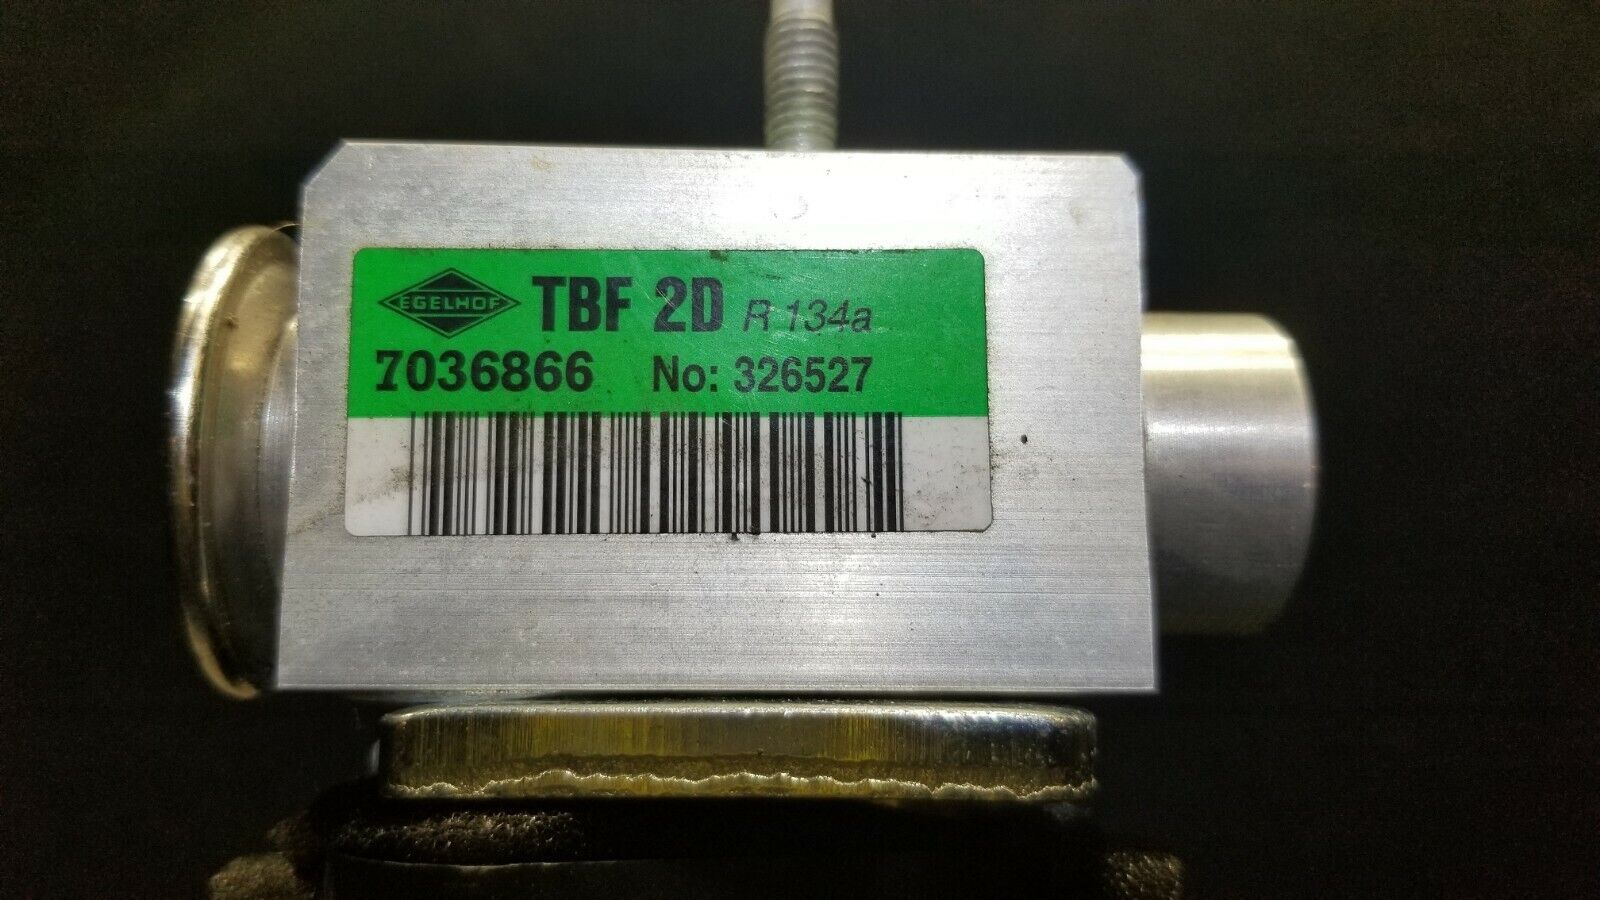 EGELHOF TBF 2D R 134a
7036866 No: 326527